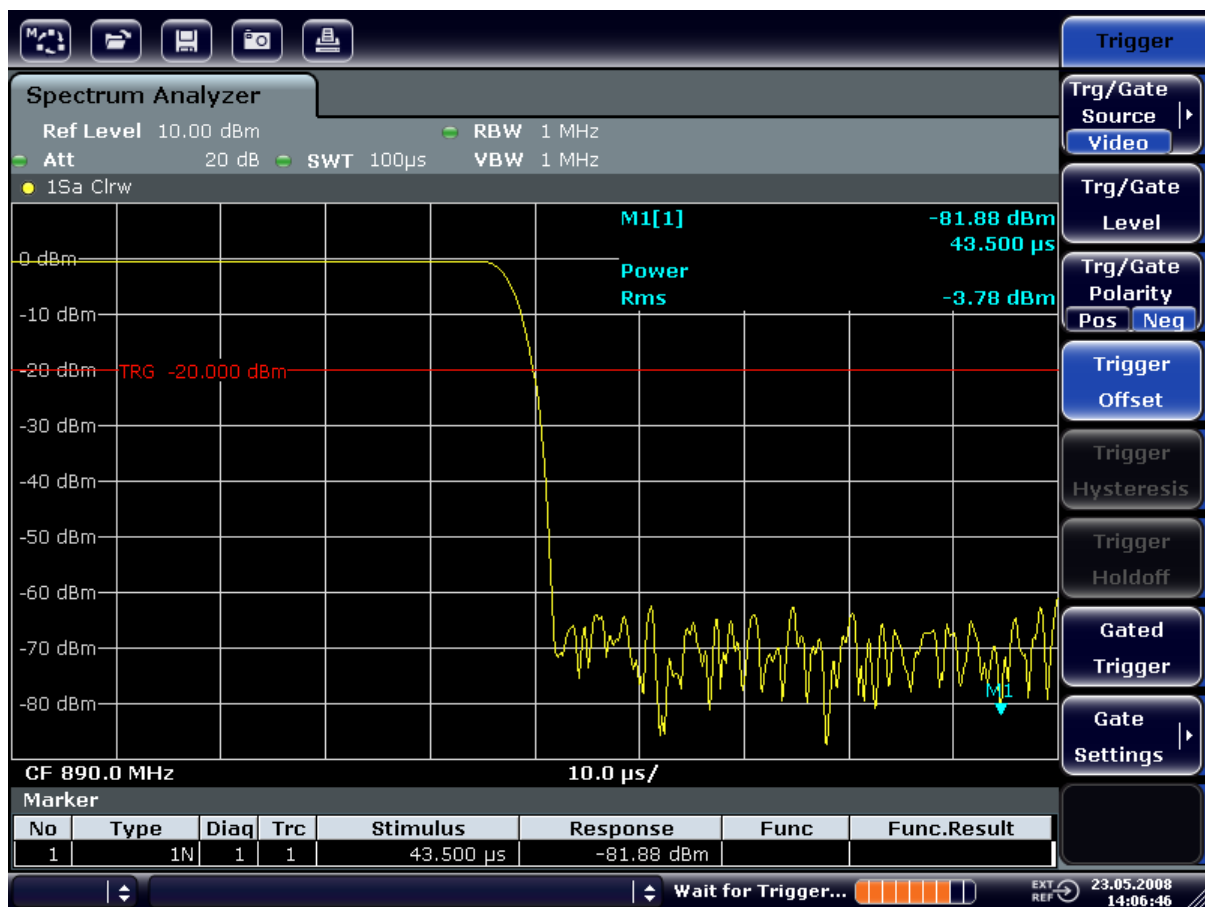 M
Trigger
Spectrum Analyzer
Ref Level 10.00 dBm RBW 1 MHz
Att 20 dB SWT 100µs VBW 1 MHz
1Sa Clrw
M1[1] -81.88 dBm
43.500 µs
Power
Rms -3.78 dBm
0 dBm
-10 dBm
-20 dBm TRG -20.000 dBm
-30 dBm
-40 dBm
-50 dBm
-60 dBm
-70 dBm
-80 dBm
M1
CF 890.0 MHz 10.0 µs/
Marker
No Type Diag Trc Stimulus Response Func Func.Result
1 1N 1 1 43.500 µs -81.88 dBm
Wait for Trigger... EXT REF 23.05.2008
14:06:46
Trg/Gate
Source
Video
Trg/Gate
Level
Trg/Gate
Polarity
Pos Neg
Trigger
Offset
Trigger
Hysteresis
Trigger
Holdoff
Gated
Trigger
Gate
Settings